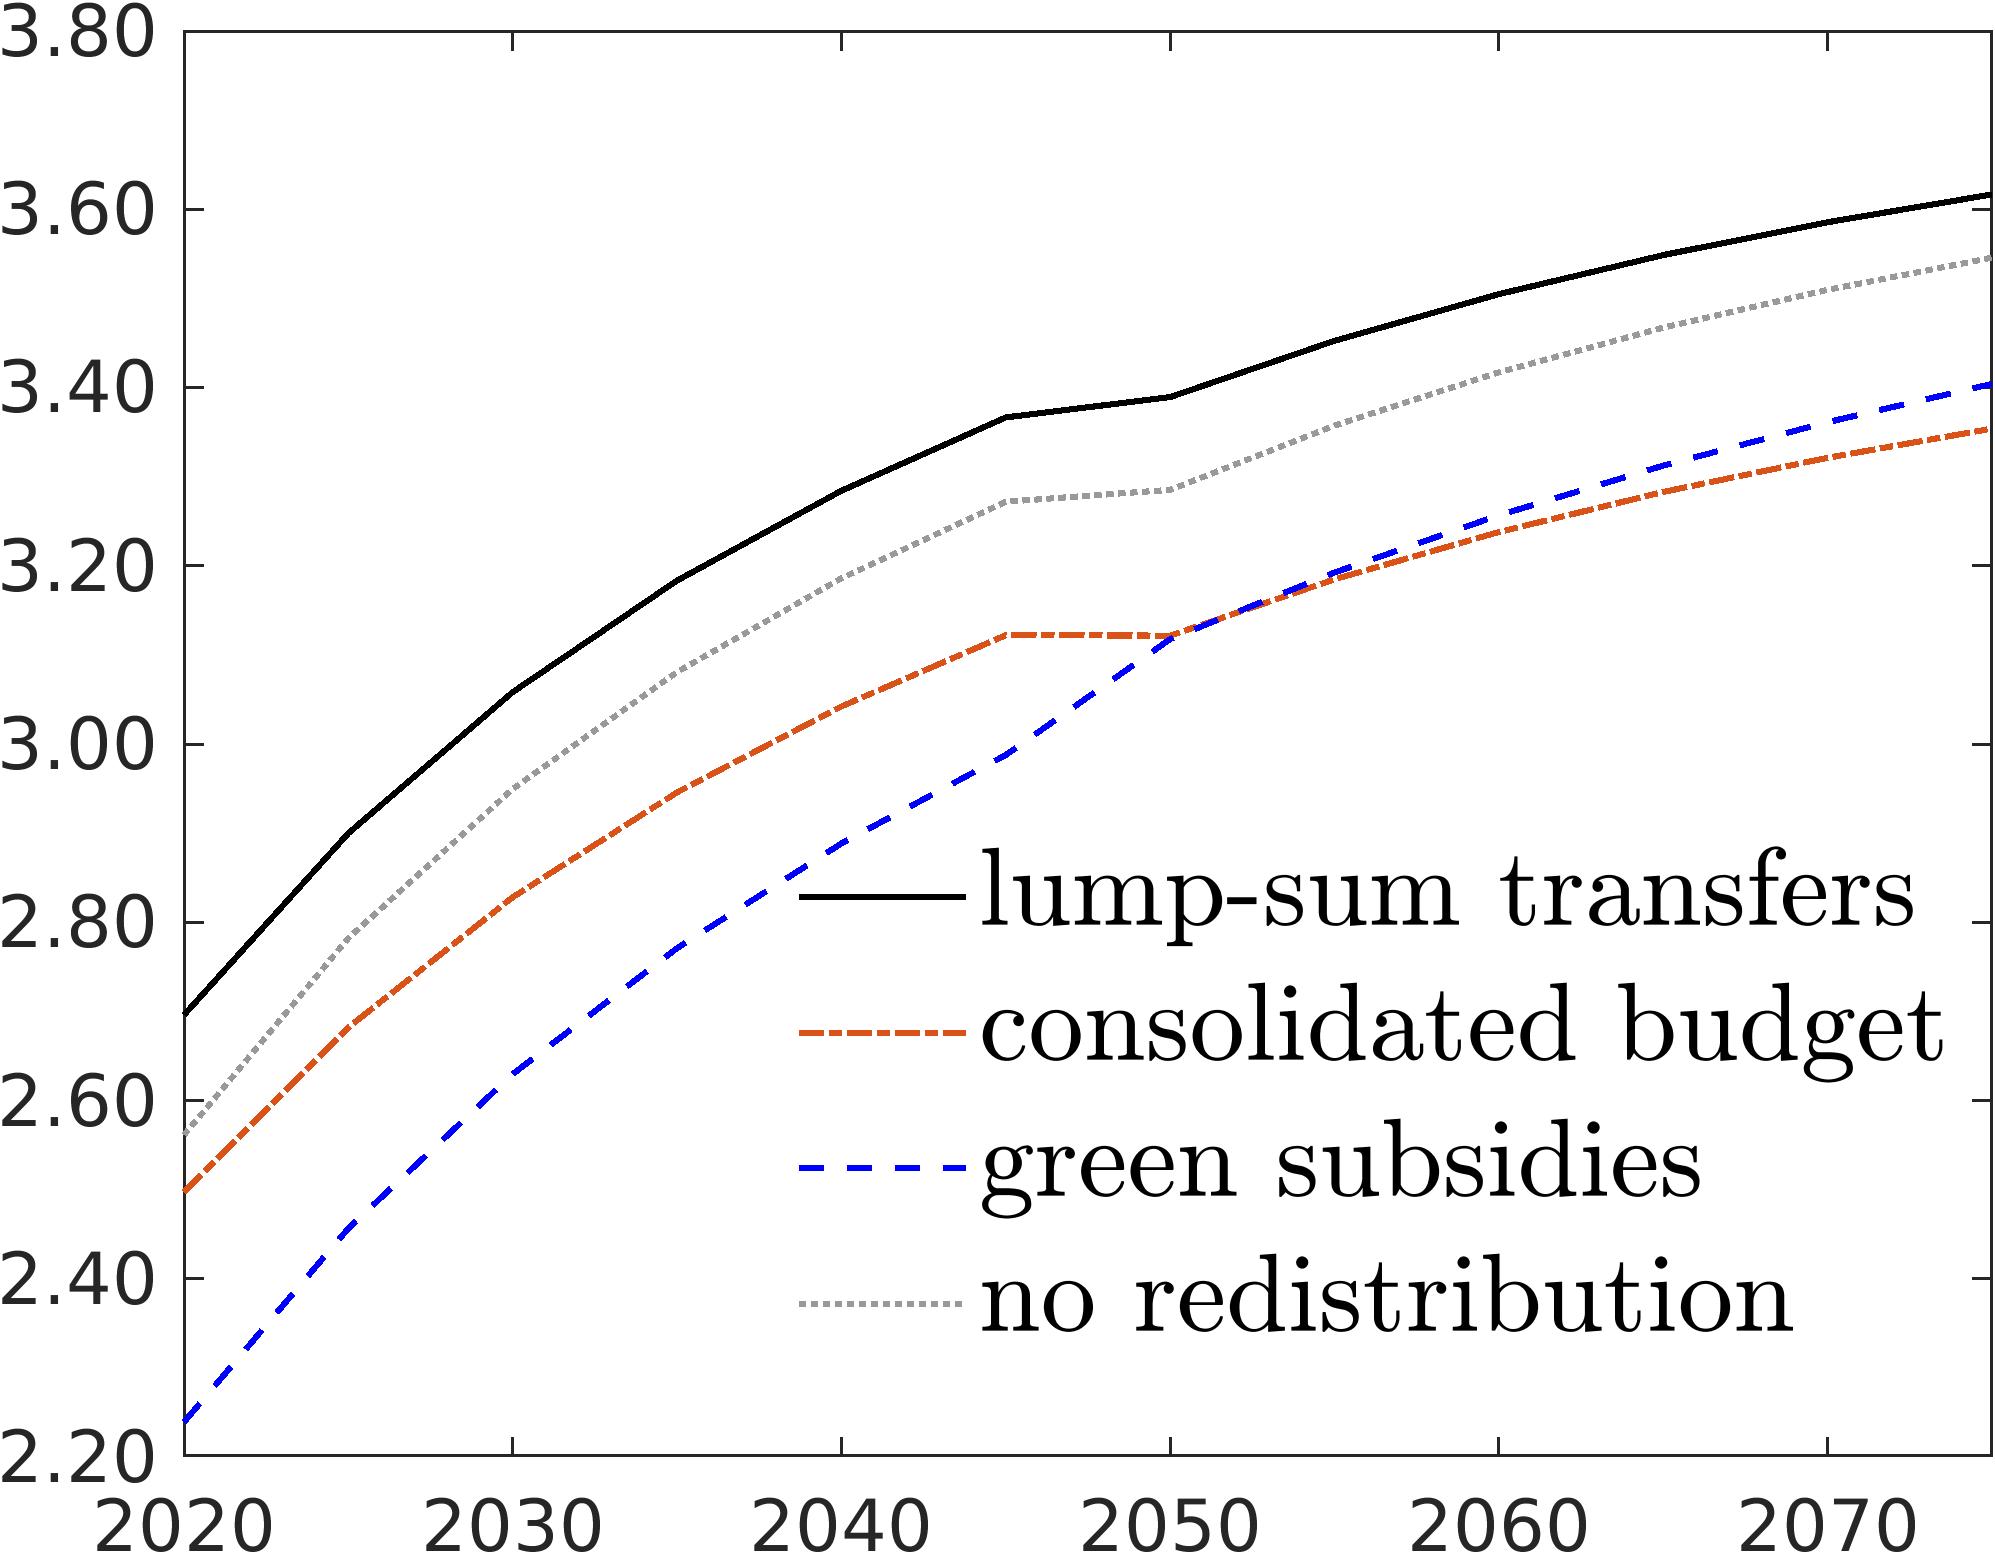 3.80
3.60
3.40
3.20
3.00
2.80
2.60
2.40
2.20
lump-sum transfers
consolidated budget
green subsidies
no redistribution
2020 2030 2040 2050 2060 2070